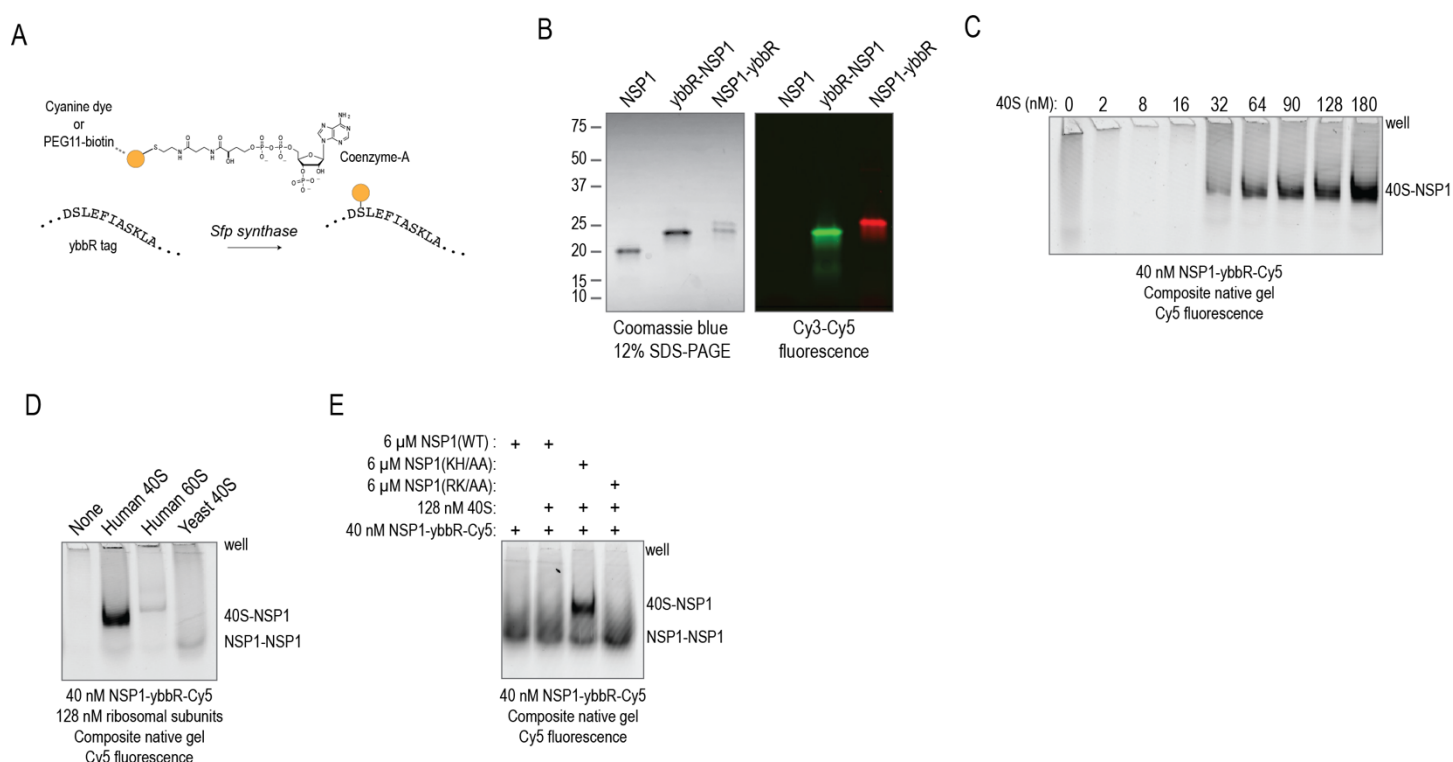 A
Cyanine dye
or
PEG11-biotin
S
N
H
O
N
H
O
OH
O
P
O
P
O
O
N
N
N
N
NH₂
Coenzyme-A
O OH
O P O⁻
O⁻
...DSLEFIASKLA...
ybbR tag
Sfp synthase
...DSLEFIASKLA...
B
NSP1
ybbR-NSP1
NSP1-ybbR
NSP1
ybbR-NSP1
NSP1-ybbR
75
50
37
25
20
15
10
Coomassie blue
12% SDS-PAGE
Cy3-Cy5
fluorescence
C
40S (nM): 0 2 8 16 32 64 90 128 180
well
40S-NSP1
40 nM NSP1-ybbR-Cy5
Composite native gel
Cy5 fluorescence
D
None
Human 40S
Human 60S
Yeast 40S
well
40S-NSP1
NSP1-NSP1
40 nM NSP1-ybbR-Cy5
128 nM ribosomal subunits
Composite native gel
Cy5 fluorescence
E
6 µM NSP1(WT) : + +
6 µM NSP1(KH/AA): +
6 µM NSP1(RK/AA): +
128 nM 40S: + + +
40 nM NSP1-ybbR-Cy5: + + + +
well
40S-NSP1
NSP1-NSP1
40 nM NSP1-ybbR-Cy5
Composite native gel
Cy5 fluorescence